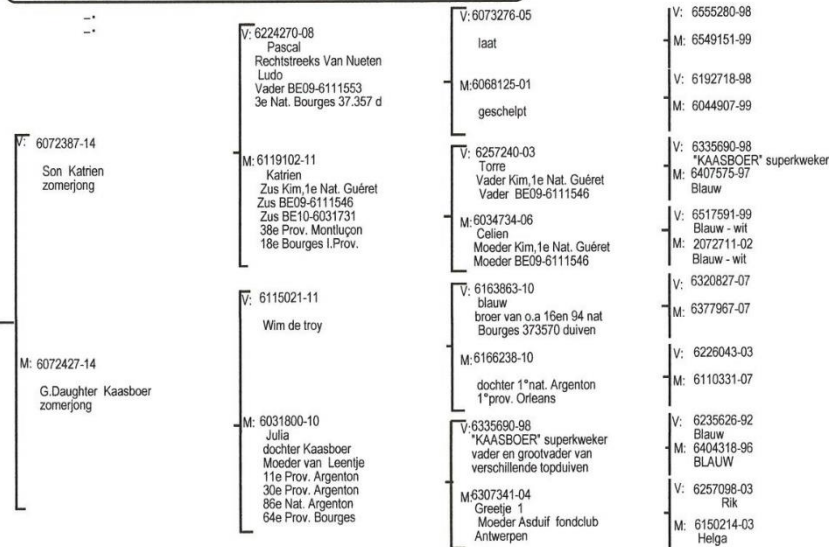 V: 6072387-14
Son Katrien
zomerjong
M: 6072427-14
G.Daughter Kaasboer
zomerjong
V: 6224270-08
Pascal
Rechtstreeks Van Nueten
Ludo
Vader BE09-6111553
3e Nat. Bourges 37.357 d
M: 6119102-11
Katrien
Zus Kim,1e Nat. Guéret
Zus BE09-6111546
Zus BE10-6031731
38e Prov. Montluçon
18e Bourges I.Prov.
V: 6115021-11
Wim de troy
M: 6031800-10
Julia
dochter Kaasboer
Moeder van Leentje
11e Prov. Argenton
30e Prov. Argenton
86e Nat. Argenton
64e Prov. Bourges
V: 6073276-05
laat
M:6068125-01
geschelpt
V: 6257240-03
Torre
Vader Kim,1e Nat. Guéret
Vader BE09-6111546
M:6034734-06
Celien
Moeder Kim,1e Nat. Guéret
Moeder BE09-6111546
V: 6163863-10
blauw
broer van o.a 16en 94 nat
Bourges 373570 duiven
M:6166238-10
dochter 1°nat. Argenton
1°prov. Orleans
V:6335690-98
"KAASBOER" superkweker
vader en grootvader van
verschillende topduiven
M:6307341-04
Greetje 1
Moeder Asduif fondclub
Antwerpen
V: 6555280-98
M: 6549151-99
V: 6192718-98
M: 6044907-99
V: 6335690-98
"KAASBOER" superkweker
M: 6407575-97
Blauw
V: 6517591-99
Blauw - wit
M: 2072711-02
Blauw - wit
V: 6320827-07
M: 6377967-07
V: 6226043-03
M: 6110331-07
V: 6235626-92
Blauw
M: 6404318-96
BLAUW
V: 6257098-03
Rik
M: 6150214-03
Helga